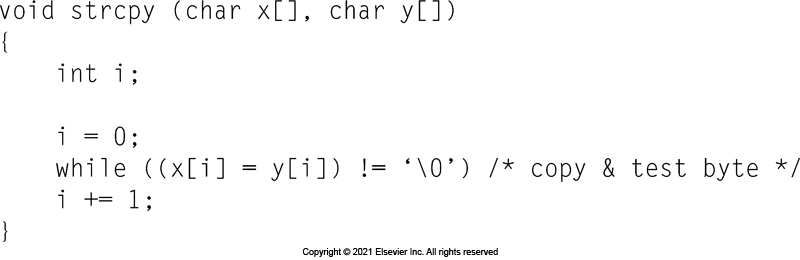 void strcpy (char x[], char y[])
{
    int i;

    i = 0;
    while ((x[i] = y[i]) != ‘\0’) /* copy & test byte */
    i += 1;
}
Copyright © 2021 Elsevier Inc. All rights reserved